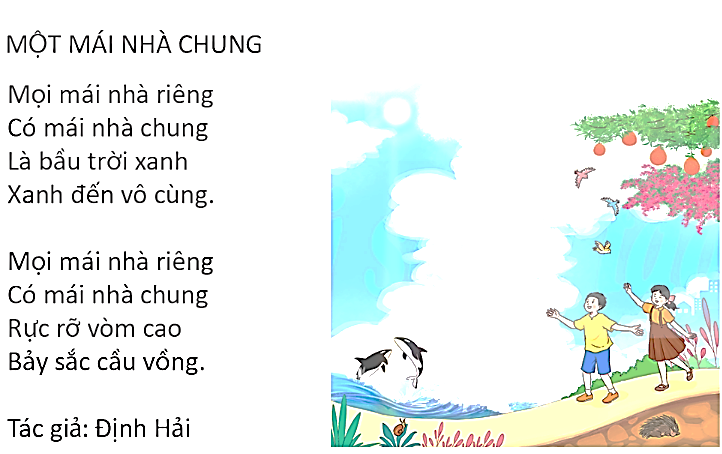 MỘT MÁI NHÀ CHUNG
Mọi mái nhà riêng
Có mái nhà chung
Là bầu trời xanh
Xanh đến vô cùng.
Mọi mái nhà riêng
Có mái nhà chung
Rực rỡ vòm cao
Bảy sắc cầu vồng.
Tác giả: Định Hải